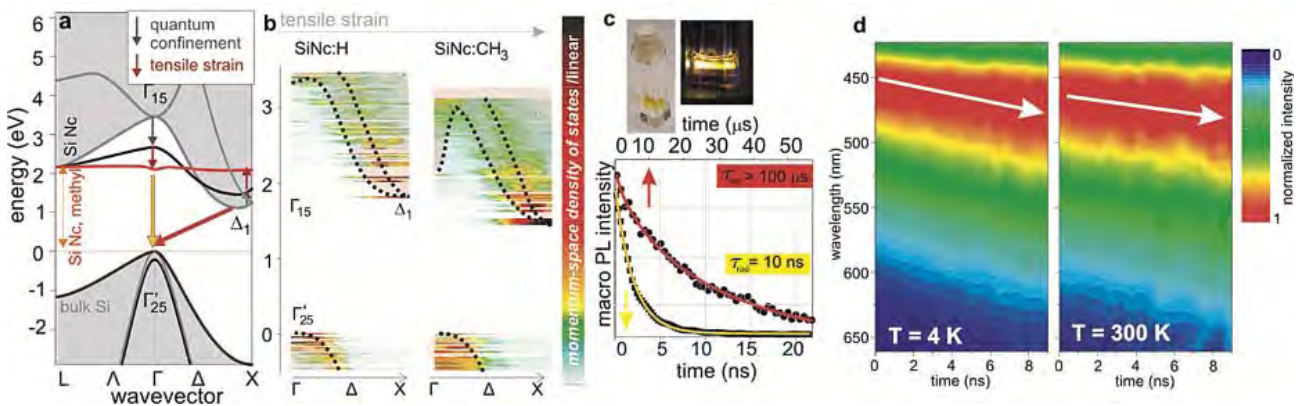 a
quantum
confinement
tensile strain
6
5
4
3
2
1
0
-1
-2
energy (eV)
Si Nc
Si Nc, methyl
Γ15
Δ1
Γ'25
bulk Si
L Λ Γ Δ X
wavevector
b
tensile strain
SiNc:H
SiNc:CH3
3
2
0
Γ15
Δ1
Γ'25
Γ Δ X
Γ Δ X
momentum-space density of states /linear
c
time (μs)
0 10 20 30 40 50
τrad > 100 μs
τrad = 10 ns
macro PL intensity
0 5 10 15 20
time (ns)
d
450
500
550
600
650
wavelength (nm)
T = 4 K
T = 300 K
0 2 4 6 8
0 2 4 6 8
time (ns)
time (ns)
0
1
normalized intensity